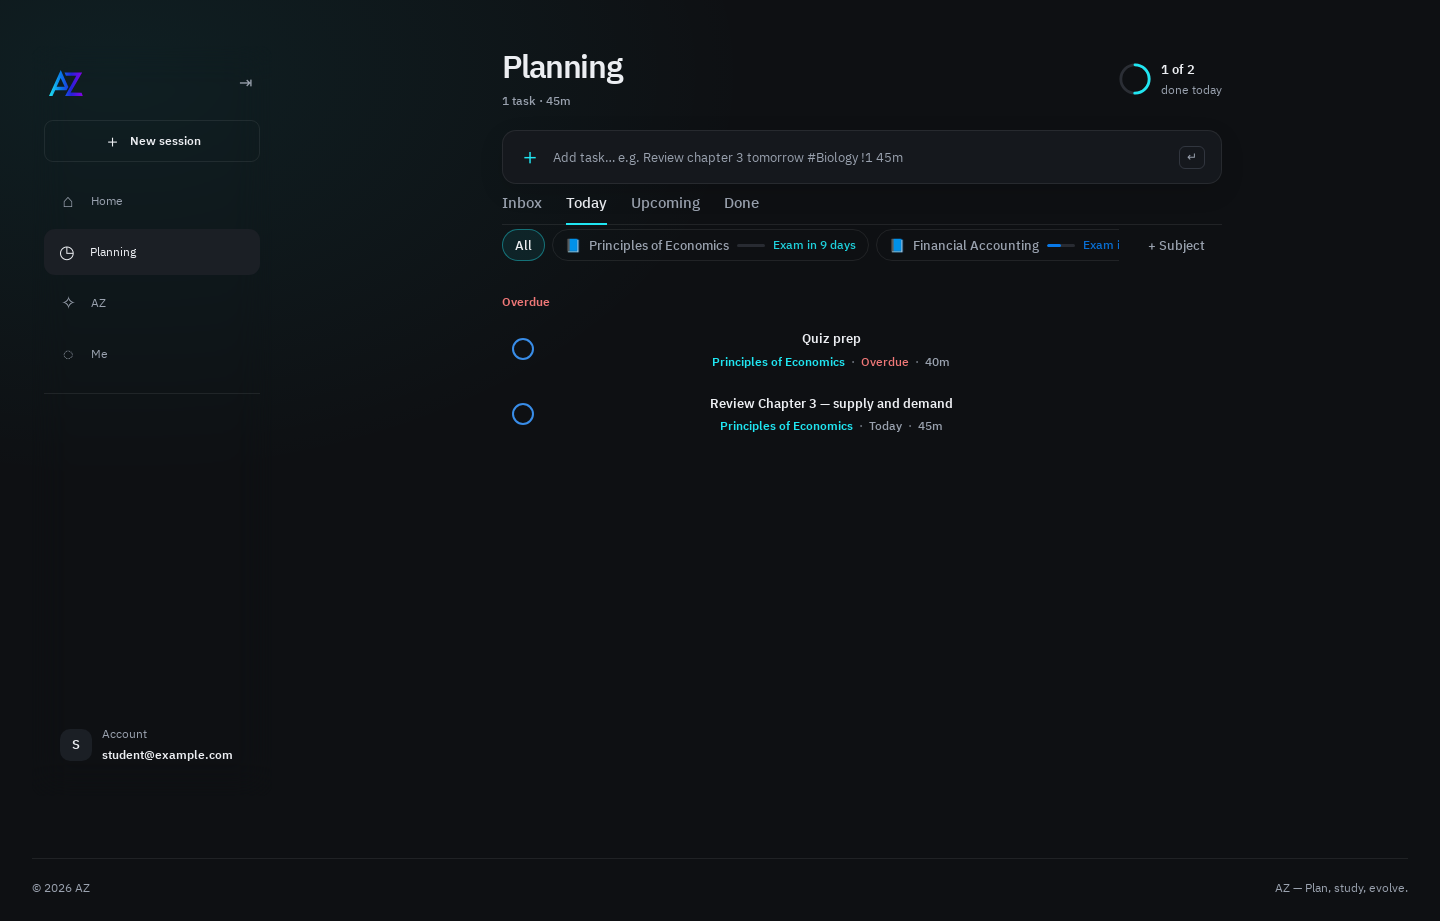 AZ
New session
Home
Planning
AZ
Me
Account
S
student@example.com
Planning
1 task · 45m
1 of 2
done today
Add task... e.g. Review chapter 3 tomorrow #Biology !1 45m
Inbox Today Upcoming Done
All Principles of Economics Exam in 9 days Financial Accounting Exam i + Subject
Overdue
Quiz prep
Principles of Economics · Overdue · 40m
Review Chapter 3 — supply and demand
Principles of Economics · Today · 45m
© 2026 AZ
AZ — Plan, study, evolve.